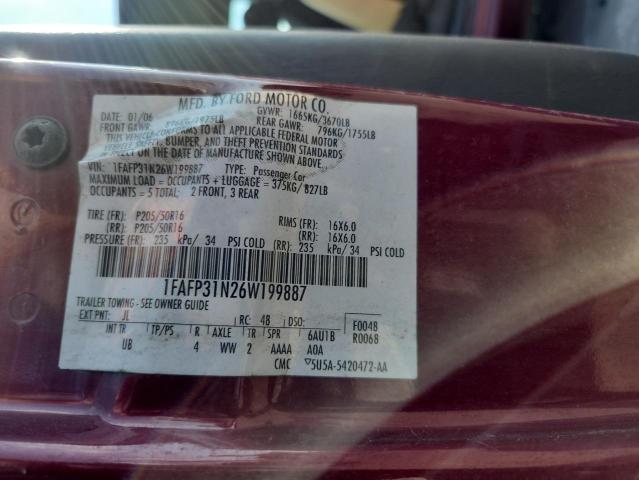 MFD. BY FORD MOTOR CO.
DATE: 01/06 GVWR: 1665KG/3670LB
FRONT GAWR: 896KG/1975LB REAR GAWR: 796KG/1755LB
THIS VEHICLE CONFORMS TO ALL APPLICABLE FEDERAL MOTOR
VEHICLE SAFETY, BUMPER, AND THEFT PREVENTION STANDARDS
IN EFFECT ON THE DATE OF MANUFACTURE SHOWN ABOVE.
VIN: 1FAFP31N26W199887 TYPE: Passenger Car
MAXIMUM LOAD = OCCUPANTS + LUGGAGE = 375KG/ 827LB
OCCUPANTS = 5 TOTAL: 2 FRONT, 3 REAR
TIRE (FR): P205/50R16 RIMS (FR): 16X6.0
(RR): P205/50R16 (RR): 16X6.0
PRESSURE (FR): 235 kPa/ 34 PSI COLD (RR): 235 kPa/ 34 PSI COLD
1FAFP31N26W199887
TRAILER TOWING - SEE OWNER GUIDE
EXT PNT: JL RC: 48 DSO: F0048
INT TR TP/PS R AXLE TR SPR 6AU1B R0068
UB 4 WW 2 AAAA A0A
CMC ▽5U5A-5420472-AA